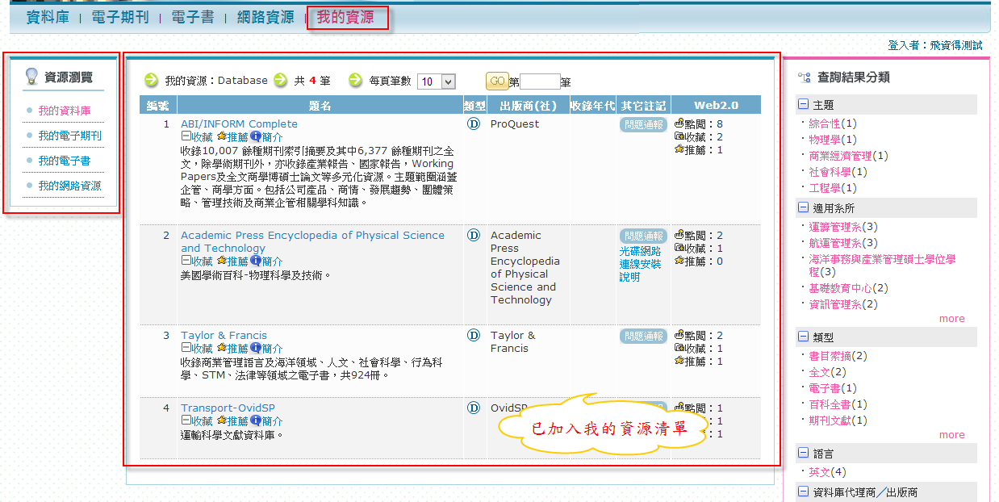 資料庫 | 電子期刊 | 電子書 | 網路資源 | 我的資源
登入者：飛資得測試
資源瀏覽
我的資料庫
我的電子期刊
我的電子書
我的網路資源
我的資源：Database 共 4 筆 每頁筆數 10 GO 第 筆
編號 題名 類型 出版商(社) 收錄年代 其它註記 Web2.0
1 ABI/INFORM Complete D ProQuest 問題通報 點閱：8
收藏 推薦 簡介 收藏：2
收錄10,007 餘種期刊索引摘要及其中6,377 餘種期刊之全 推薦：1
文，除學術期刊外，亦收錄產業報告、國家報告，Working
Papers及全文商學博碩士論文等多元化資源。主題範圍涵蓋
企管、商學方面。包括公司產品、商情、發展趨勢、團體策
略、管理技術及商業企管相關學科知識。
2 Academic Press Encyclopedia of Physical Science D Academic 問題通報 點閱：2
and Technology Press 光碟網路 收藏：1
收藏 推薦 簡介 Encyclopedia 連線安裝 推薦：0
美國學術百科-物理科學及技術。 of Physical 說明
Science and
Technology
3 Taylor & Francis D Taylor & 問題通報 點閱：2
收藏 推薦 簡介 Francis 收藏：1
收錄商業管理語言及海洋領域、人文、社會科學、行為科 推薦：1
學、STM、法律等領域之電子書，共924冊。
4 Transport-OvidSP D OvidSP 點閱：1
收藏 推薦 簡介 ：1
運輸科學文獻資料庫。 ：1
已加入我的資源清單
查詢結果分類
主題
綜合性(1)
物理學(1)
商業經濟管理(1)
社會科學(1)
工程學(1)
適用系所
運籌管理系(3)
航運管理系(3)
海洋事務與產業管理碩士學位學
程(3)
基礎教育中心(2)
資訊管理系(2)
more
類型
書目索摘(2)
全文(2)
電子書(1)
百科全書(1)
期刊文獻(1)
more
語言
英文(4)
資料庫代理商／出版商